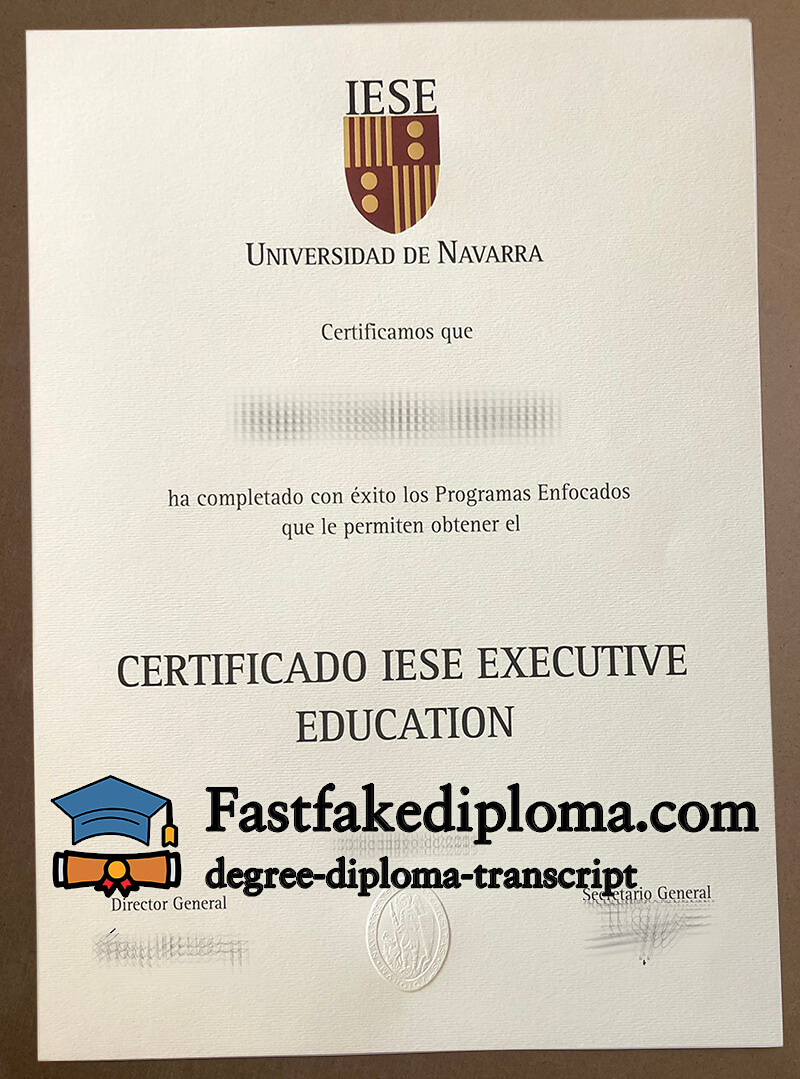 IESE
UNIVERSIDAD DE NAVARRA
Certificamos que
ha completado con éxito los Programas Enfocados
que le permiten obtener el
CERTIFICADO IESE EXECUTIVE
EDUCATION
Fastfakediploma.com
degree-diploma-transcript
Director General
Secretario General